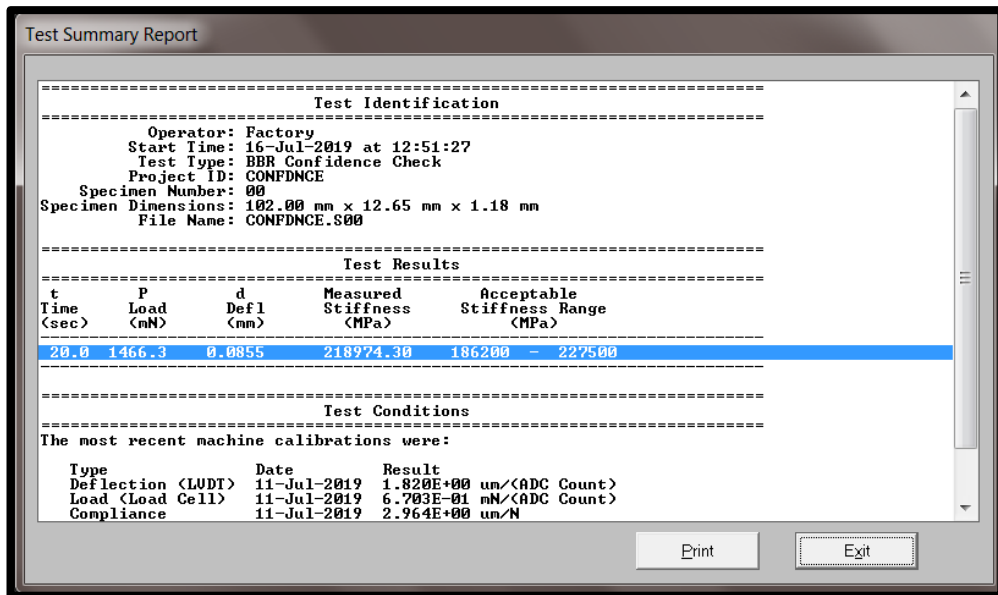 Test Summary Report
==========================================================================
Test Identification
==========================================================================
Operator: Factory
Start Time: 16-Jul-2019 at 12:51:27
Test Type: BBR Confidence Check
Project ID: CONFDNCE
Specimen Number: 00
Specimen Dimensions: 102.00 mm x 12.65 mm x 1.18 mm
File Name: CONFDNCE.S00
==========================================================================
Test Results
==========================================================================
t P d Measured Acceptable
Time Load Defl Stiffness Stiffness Range
(sec) (mN) (mm) (MPa) (MPa)
--------------------------------------------------------------------------
20.0 1466.3 0.0855 218974.30 186200 - 227500
--------------------------------------------------------------------------
==========================================================================
Test Conditions
==========================================================================
The most recent machine calibrations were:
Type Date Result
Deflection (LVDT) 11-Jul-2019 1.820E+00 um/(ADC Count)
Load (Load Cell) 11-Jul-2019 6.703E-01 mN/(ADC Count)
Compliance 11-Jul-2019 2.964E+00 um/N
Print Exit